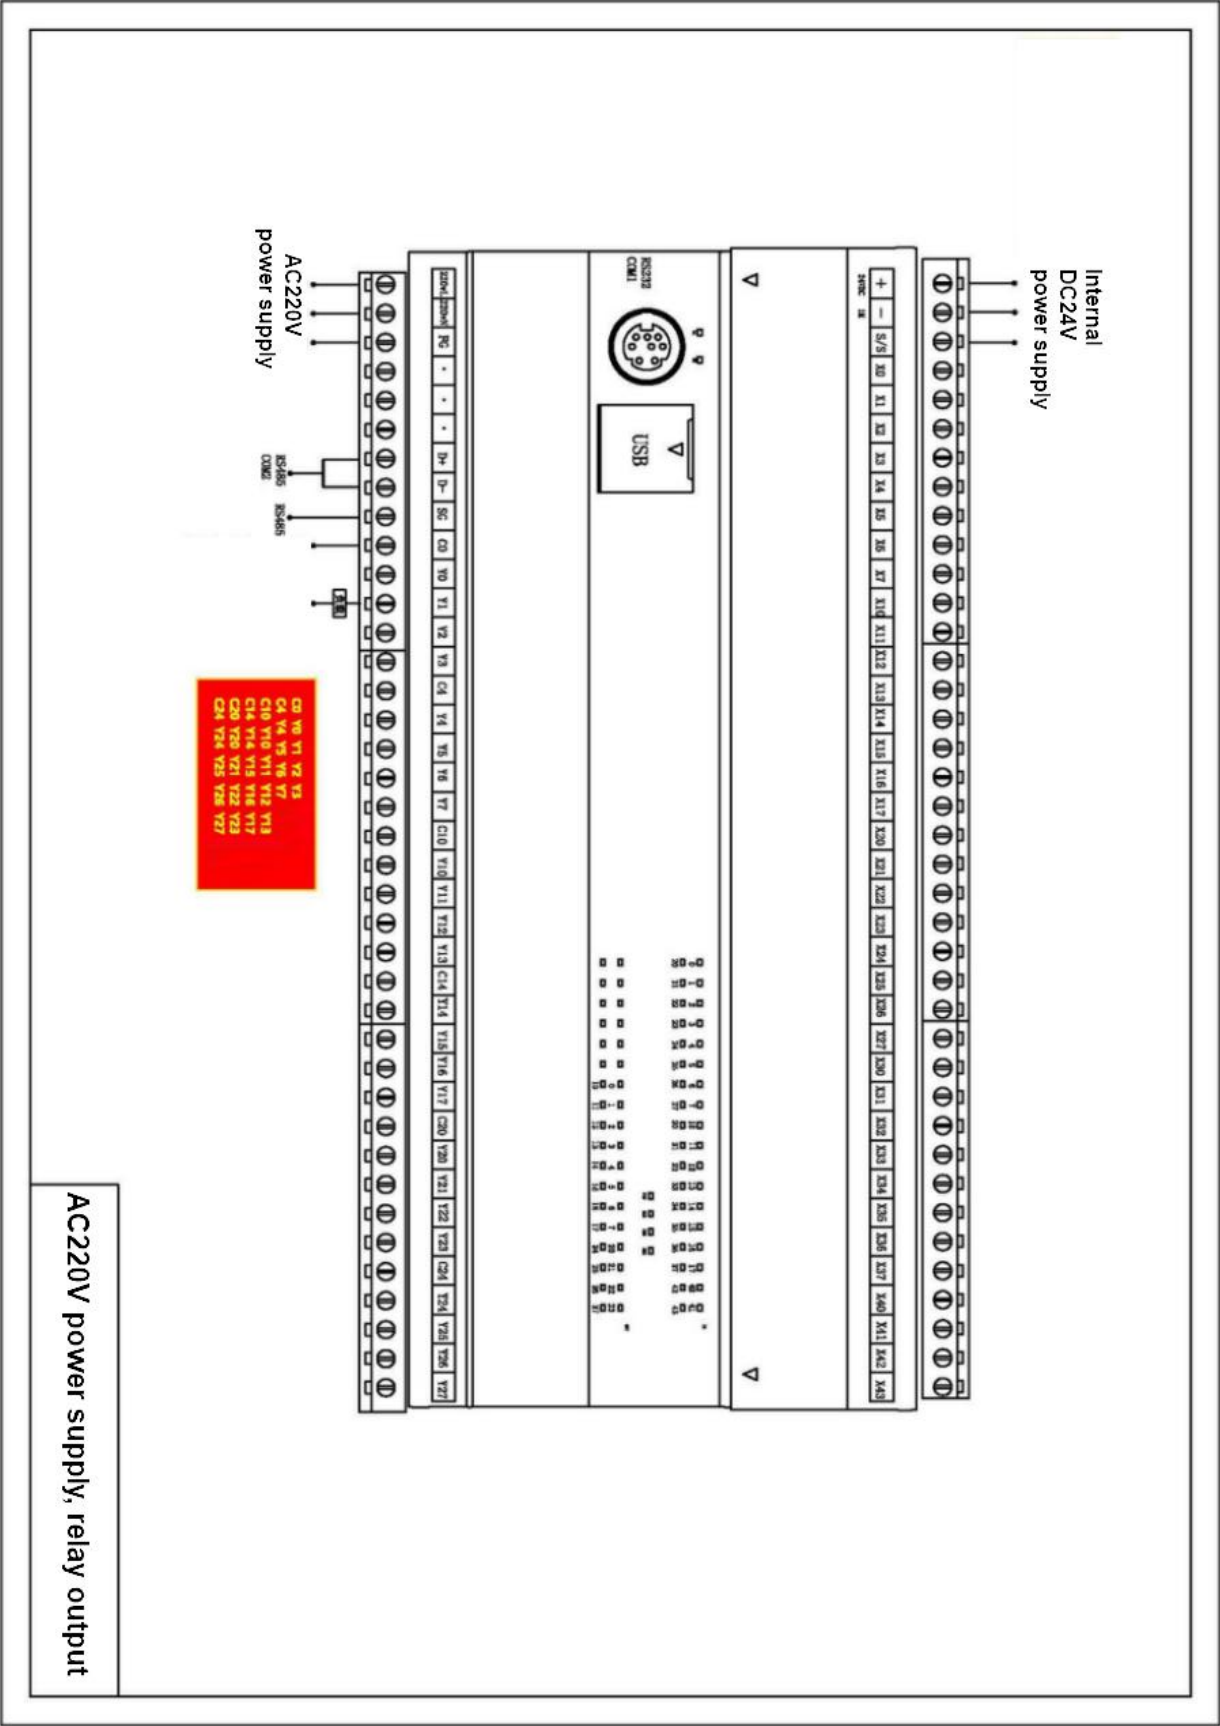 Internal
DC24V
power supply
+
-
S/S
X0
X1
X2
X3
X4
X5
X6
X7
X10
X11
X12
X13
X14
X15
X16
X17
X20
X21
X22
X23
X24
X25
X26
X27
X30
X31
X32
X33
X34
X35
X36
X37
X40
X41
X42
X43
24VDC
RS232
COM1
USB
220VL
220VN
FG
D+
D-
SG
C0
Y0
Y1
Y2
Y3
C4
Y4
Y5
Y6
Y7
C10
Y10
Y11
Y12
Y13
C14
Y14
Y15
Y16
Y17
C20
Y20
Y21
Y22
Y23
C24
Y24
Y25
Y26
Y27
AC220V
power supply
RS485
COM2
RS485
C0 Y0 Y1 Y2 Y3
C4 Y4 Y5 Y6 Y7
C10 Y10 Y11 Y12 Y13
C14 Y14 Y15 Y16 Y17
C20 Y20 Y21 Y22 Y23
C24 Y24 Y25 Y26 Y27
AC220V power supply, relay output